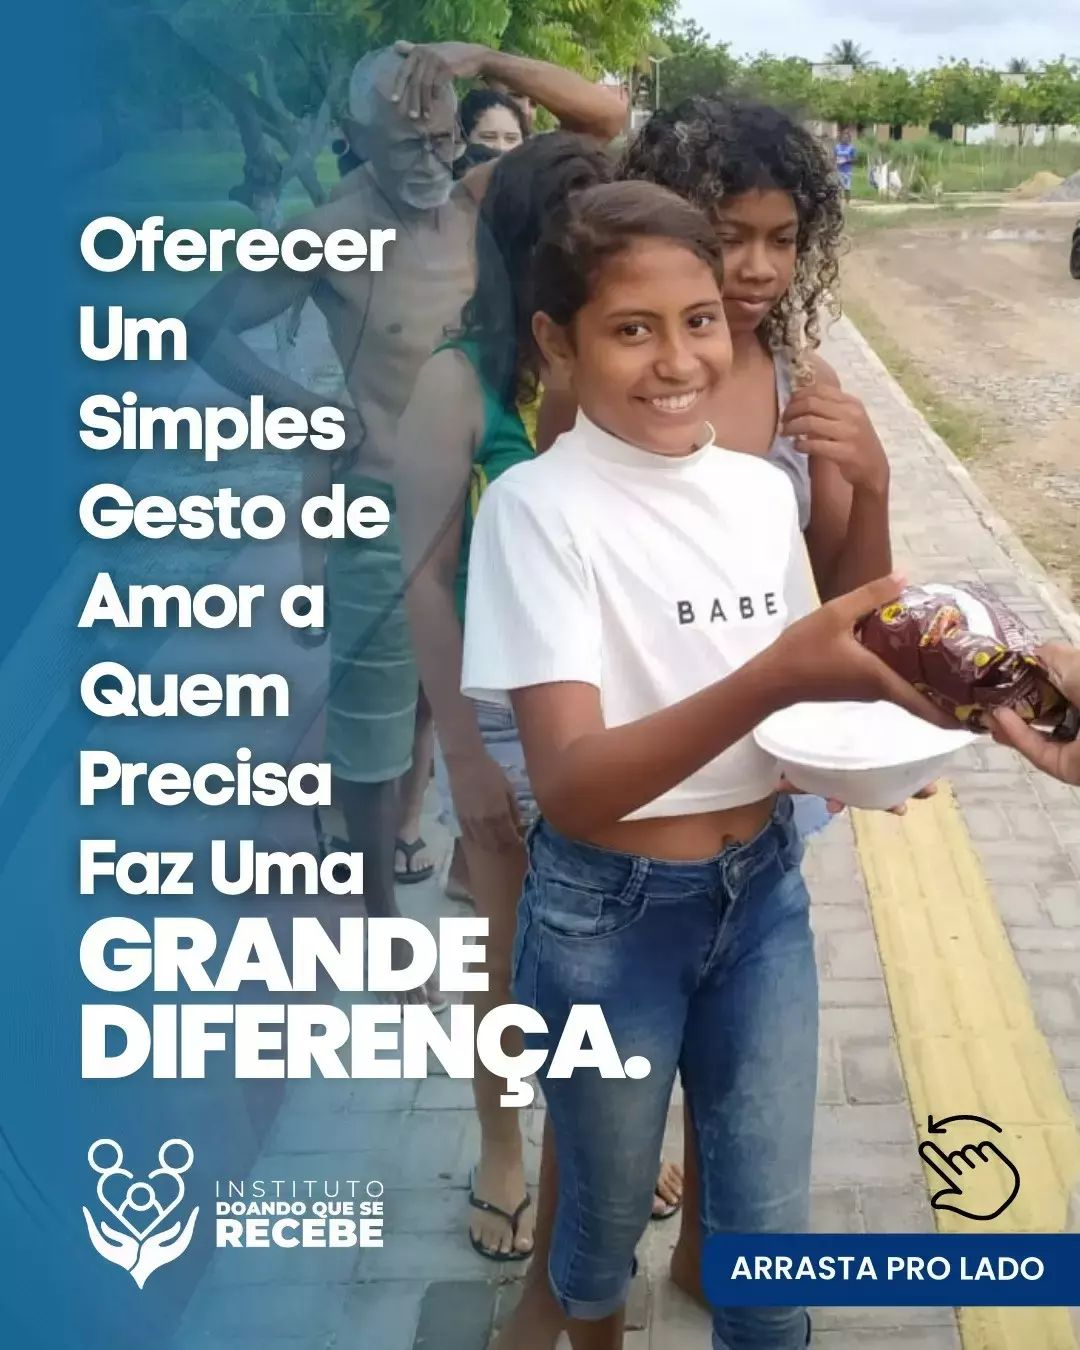 Oferecer
Um
Simples
Gesto de
Amor a
Quem
Precisa
Faz Uma
GRANDE
DIFERENÇA.
BABE
INSTITUTO
DOANDO QUE SE
RECEBE
ARRASTA PRO LADO